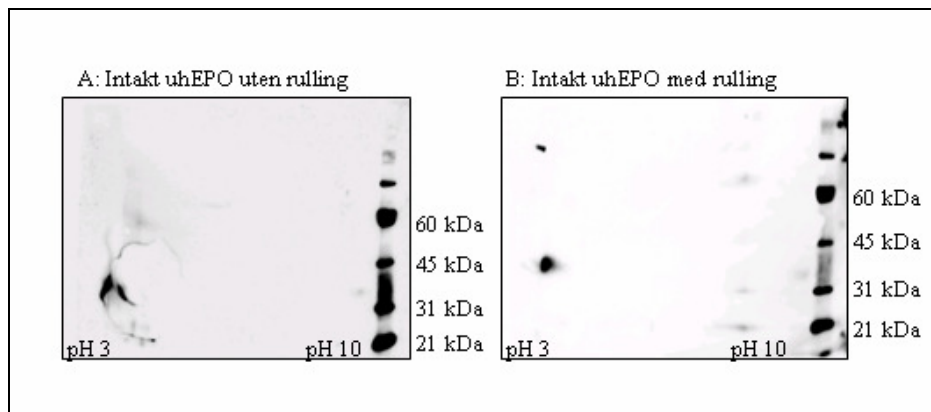 A: Intakt uhEPO uten rulling
60 kDa
45 kDa
31 kDa
21 kDa
pH 3
pH 10
B: Intakt uhEPO med rulling
60 kDa
45 kDa
31 kDa
21 kDa
pH 3
pH 10